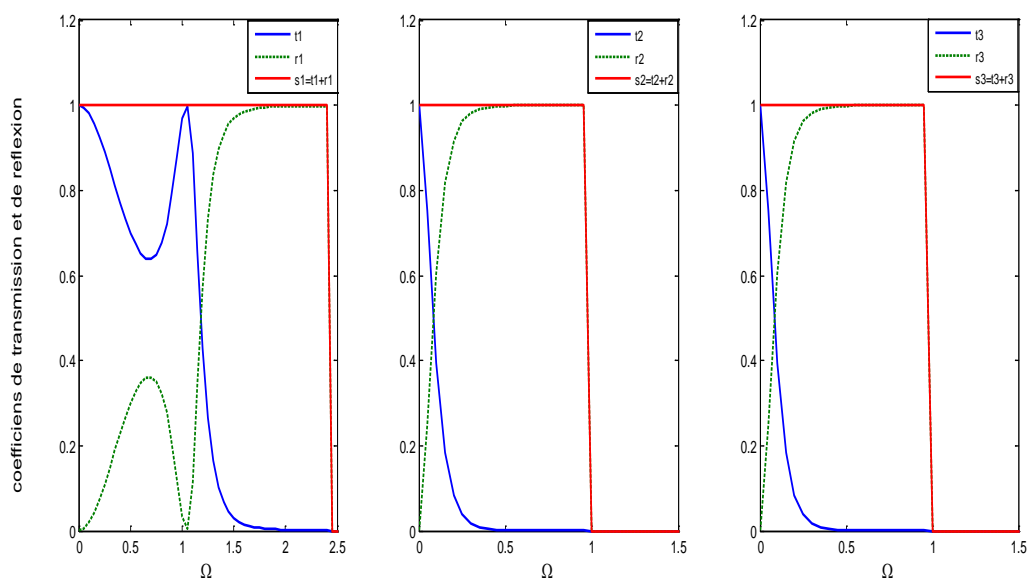 coefficiens de transmission et de reflexion
1.2
1
0.8
0.6
0.4
0.2
0
0 0.5 1 1.5 2 2.5
Ω
t1
r1
s1=t1+r1
1.2
1
0.8
0.6
0.4
0.2
0
0 0.5 1 1.5
Ω
t2
r2
s2=t2+r2
1.2
1
0.8
0.6
0.4
0.2
0
0 0.5 1 1.5
Ω
t3
r3
s3=t3+r3